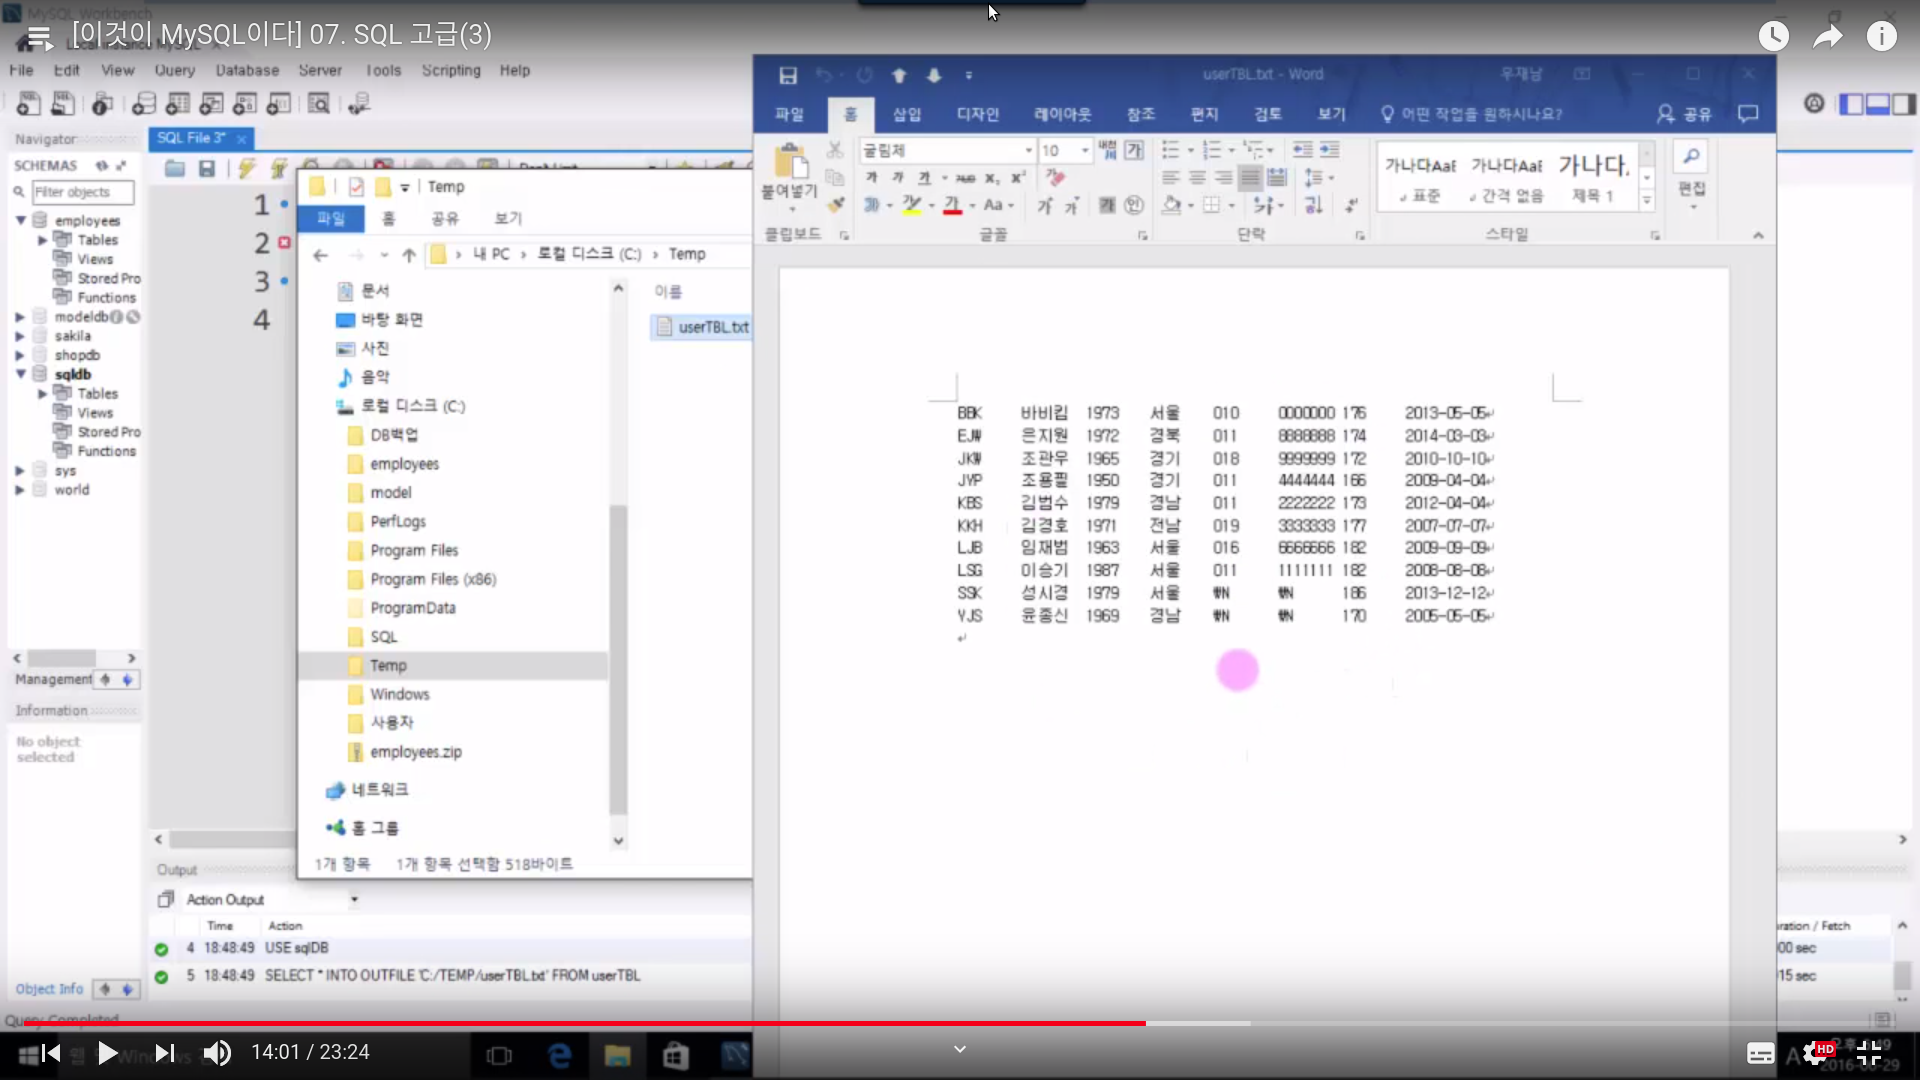 MySQL Workbench
[이것이 MySQL이다] 07. SQL 고급(3)
File Edit View Query Database Server Tools Scripting Help
Navigator
SCHEMAS
Filter objects
employees
Tables
Views
Stored Pro
Functions
modeldb
sakila
shopdb
sqldb
Tables
Views
Stored Pro
Functions
sys
world
Management
Information
No object
selected
Object Info
SQL File 3*
1
2
3
4
Temp
파일 홈 공유 보기
내 PC › 로컬 디스크 (C:) › Temp
문서
바탕 화면
사진
음악
로컬 디스크 (C:)
DB백업
employees
model
PerfLogs
Program Files
Program Files (x86)
ProgramData
SQL
Temp
Windows
사용자
employees.zip
네트워크
홈 그룹
이름
userTBL.txt
1개 항목 1개 항목 선택함 518바이트
userTBL.txt - Word
우재남
파일 홈 삽입 디자인 레이아웃 참조 편지 검토 보기 어떤 작업을 원하시나요? 공유
붙여넣기
클립보드
굴림체 10
글꼴
단락
가나다AaE 가나다AaE 가나다.
표준 간격 없음 제목 1
스타일
편집
BBK 바비킴 1973 서울 010 0000000 176 2013-05-05
EJW 은지원 1972 경북 011 8888888 174 2014-03-03
JKW 조관우 1965 경기 018 9999999 172 2010-10-10
JYP 조용필 1950 경기 011 4444444 166 2009-04-04
KBS 김범수 1979 경남 011 2222222 173 2012-04-04
KKH 김경호 1971 전남 019 3333333 177 2007-07-07
LJB 임재범 1963 서울 016 6666666 182 2009-09-09
LSG 이승기 1987 서울 011 1111111 182 2008-08-08
SSK 성시경 1979 서울 ₩N ₩N 186 2013-12-12
YJS 윤종신 1969 경남 ₩N ₩N 170 2005-05-05
Output
Action Output
Time Action
ration / Fetch
4 18:48:49 USE sqlDB
00 sec
5 18:48:49 SELECT * INTO OUTFILE 'C:/TEMP/userTBL.txt' FROM userTBL
15 sec
Query Completed
14:01 / 23:24
HD